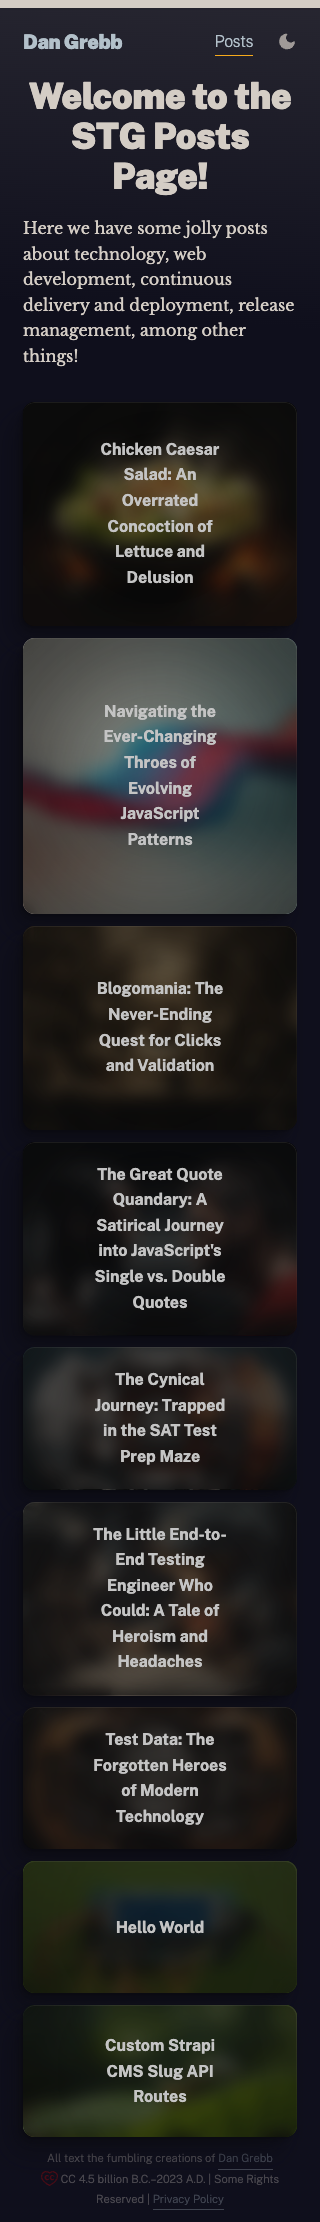 Dan Grebb
Posts
Welcome to the
STG Posts
Page!
Here we have some jolly posts
about technology, web
development, continuous
delivery and deployment, release
management, among other
things!
Chicken Caesar
Salad: An
Overrated
Concoction of
Lettuce and
Delusion
Navigating the
Ever-Changing
Throes of
Evolving
JavaScript
Patterns
Blogomania: The
Never-Ending
Quest for Clicks
and Validation
The Great Quote
Quandary: A
Satirical Journey
into JavaScript's
Single vs. Double
Quotes
The Cynical
Journey: Trapped
in the SAT Test
Prep Maze
The Little End-to-
End Testing
Engineer Who
Could: A Tale of
Heroism and
Headaches
Test Data: The
Forgotten Heroes
of Modern
Technology
Hello World
Custom Strapi
CMS Slug API
Routes
All text the fumbling creations of Dan Grebb
CC 4.5 billion B.C.–2023 A.D. | Some Rights
Reserved | Privacy Policy